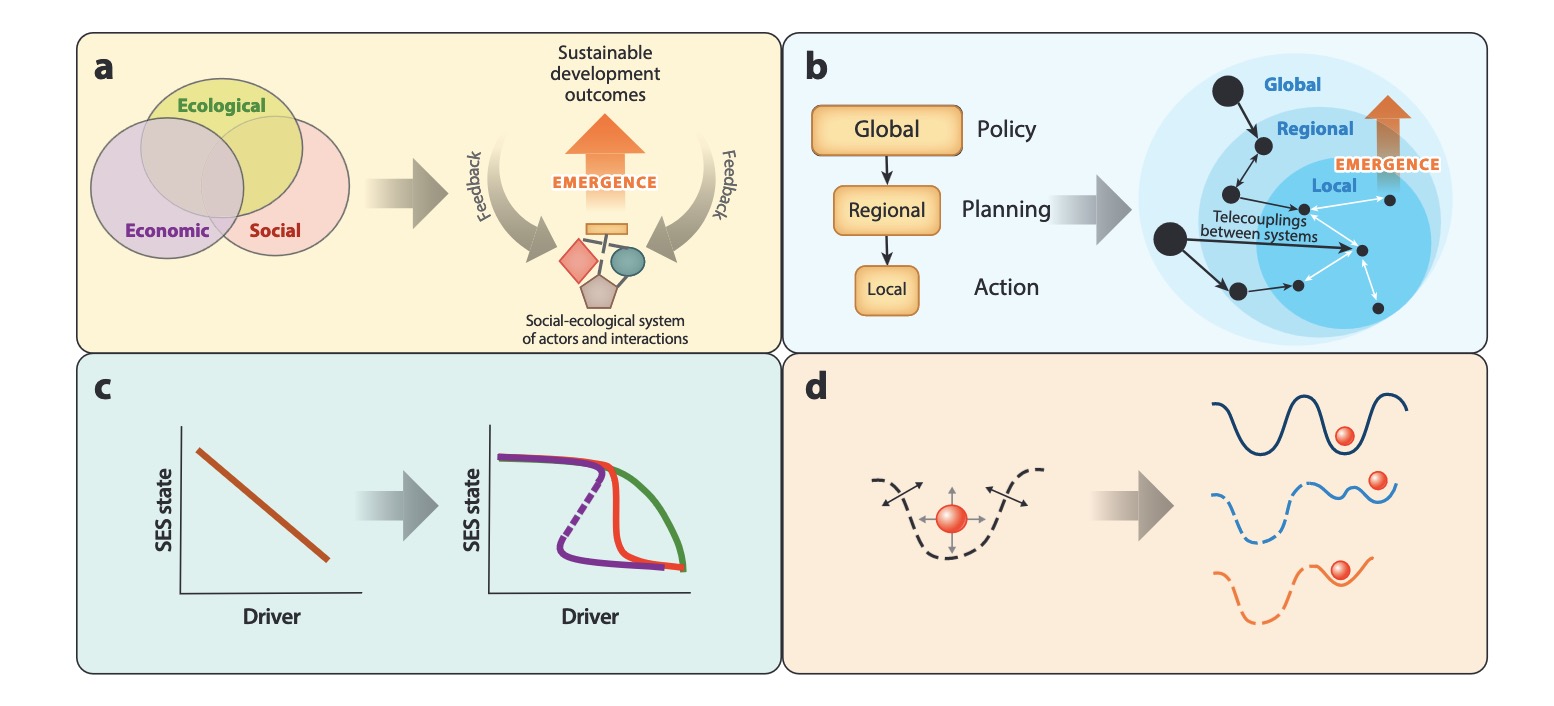 a
Ecological
Economic
Social
Sustainable
development
outcomes
Feedback
EMERGENCE
Feedback
Social-ecological system
of actors and interactions
b
Global
Policy
Regional
Planning
Local
Action
Global
Regional
EMERGENCE
Local
Telecouplings
between systems
c
SES state
Driver
SES state
Driver
d